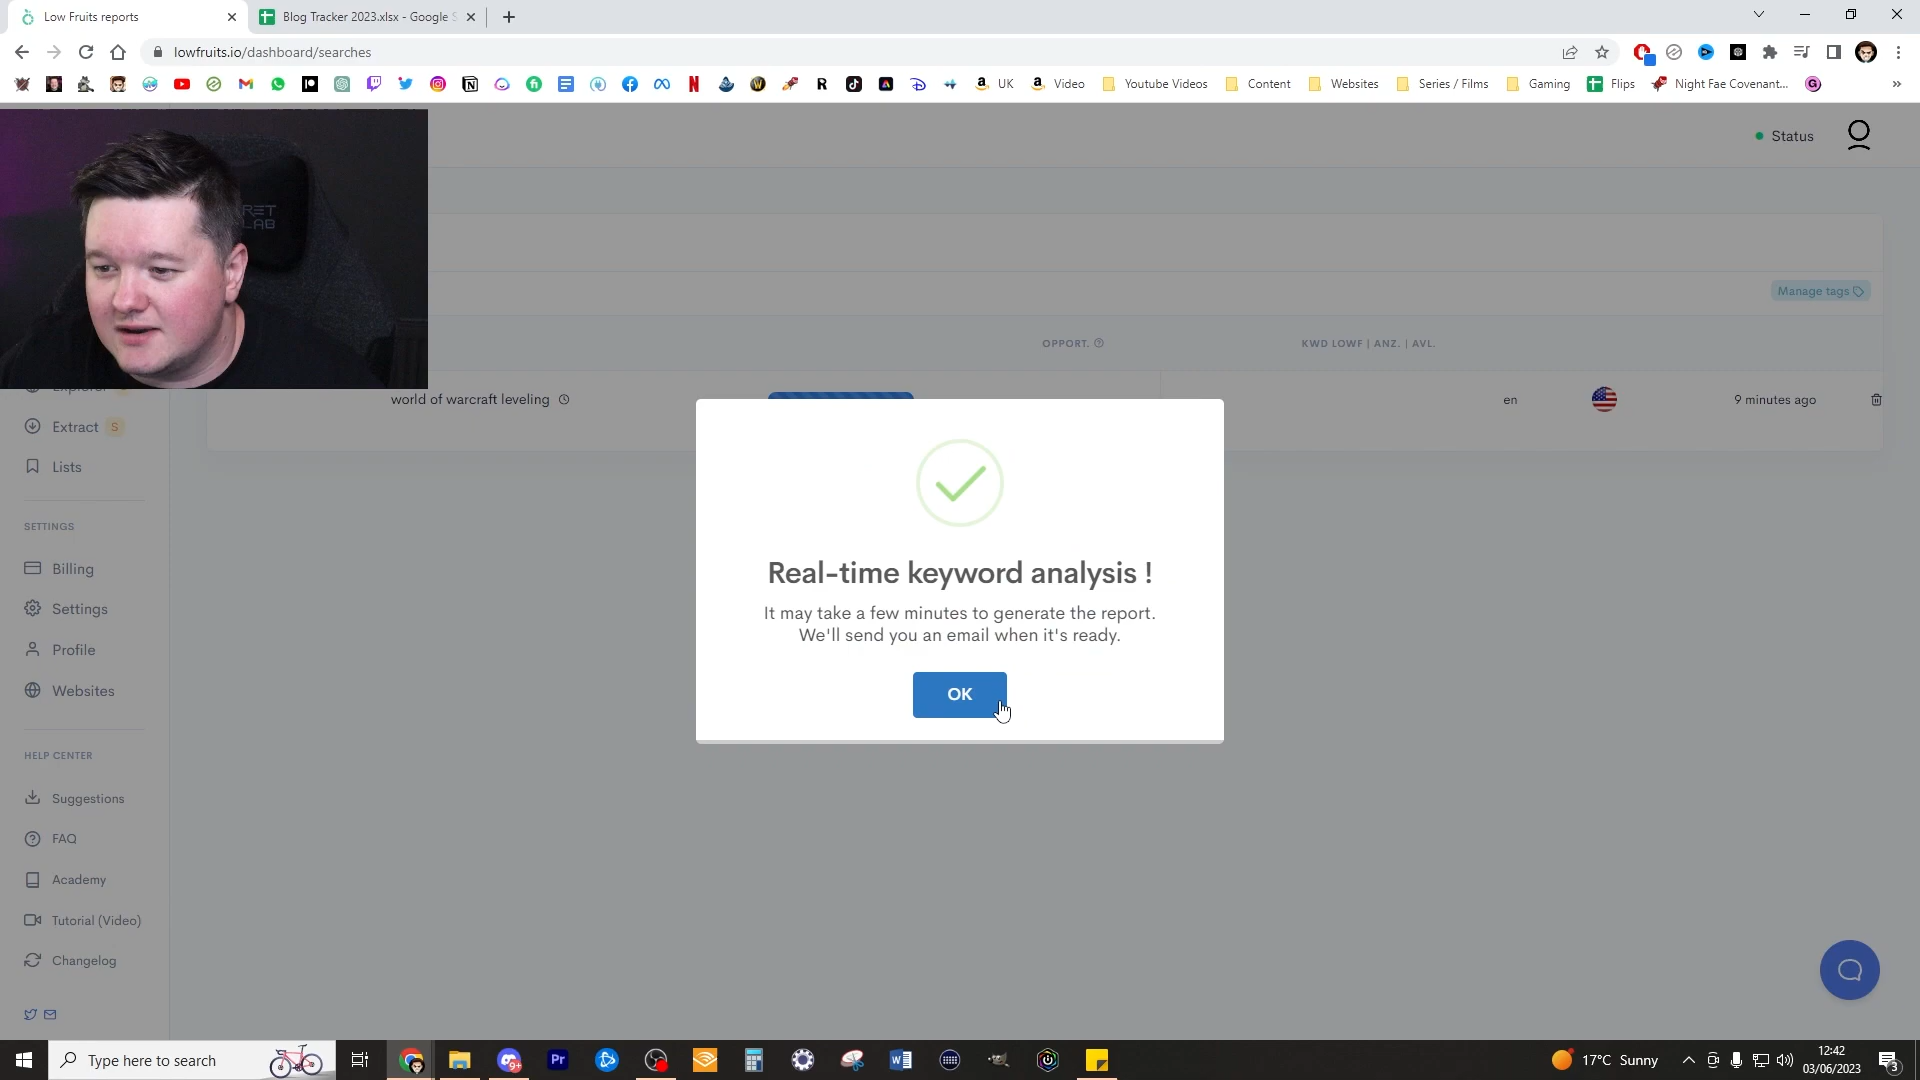 Low Fruits reports
Blog Tracker 2023.xlsx - Google S
lowfruits.io/dashboard/searches
UK
Video
Youtube Videos
Content
Websites
Series / Films
Gaming
Flips
Night Fae Covenant...
Status
Manage tags
OPPORT.
KWD LOWF | ANZ. | AVL.
world of warcraft leveling
en
9 minutes ago
Extract S
Lists
SETTINGS
Billing
Settings
Profile
Websites
HELP CENTER
Suggestions
FAQ
Academy
Tutorial (Video)
Changelog
Real-time keyword analysis !
It may take a few minutes to generate the report.
We'll send you an email when it's ready.
OK
Type here to search
17°C Sunny
12:42
03/06/2023
3